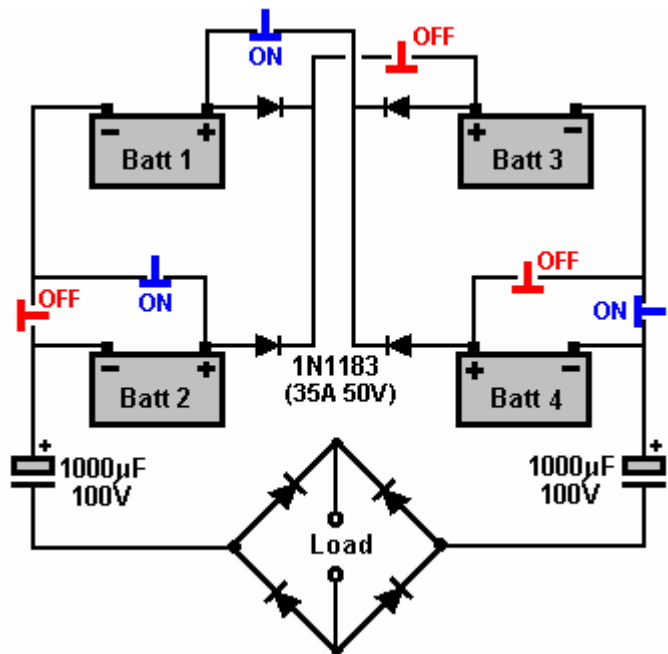 ON
OFF
- +
Batt 1
+ -
Batt 3
OFF
ON
OFF
ON
- +
Batt 2
1N1183
(35A 50V)
+ -
Batt 4
+
1000µF
100V
Load
+
1000µF
100V